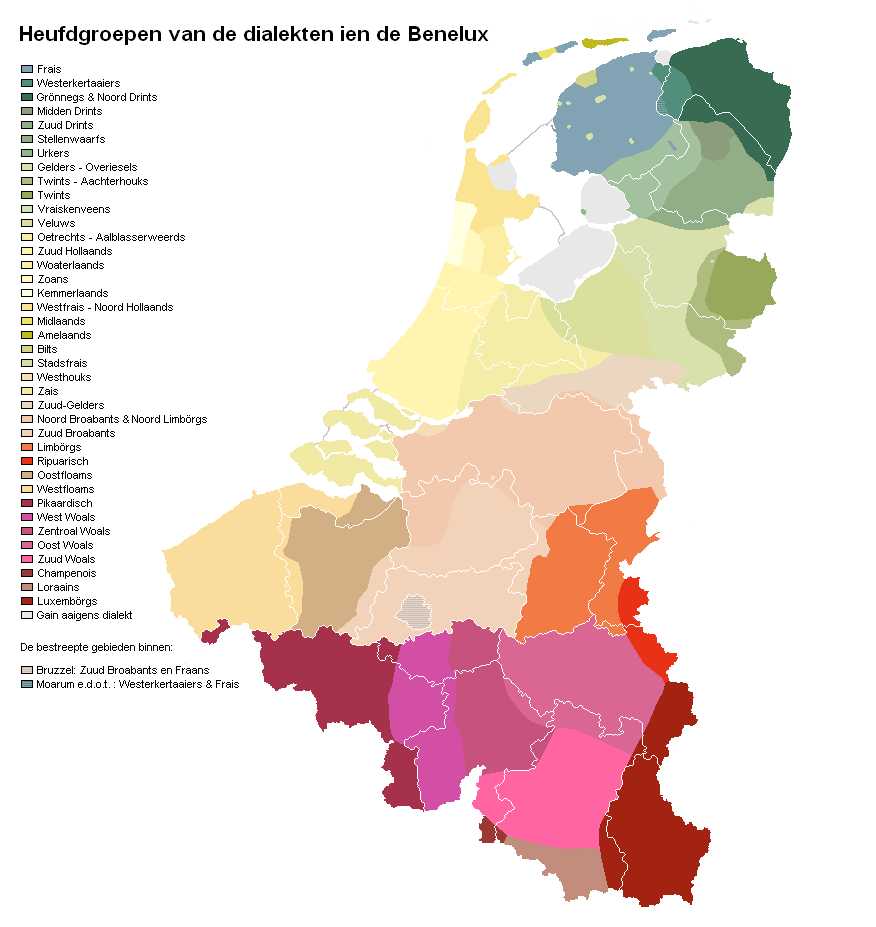 Heufdgroepen van de dialekten ien de Benelux
Frais
Westerkertaaiers
Grönnegs & Noord Drints
Midden Drints
Zuud Drints
Stellenwaarfs
Urkers
Gelders - Overiesels
Twints - Aachterhouks
Twints
Vraiskenveens
Veluws
Oetrechts - Aalblasserweerds
Zuud Hollaands
Woaterlaands
Zoans
Kemmerlaands
Westfrais - Noord Hollaands
Midlaands
Amelaands
Bilts
Stadsfrais
Westhouks
Zais
Zuud-Gelders
Noord Broabants & Noord Limbörgs
Zuud Broabants
Limbörgs
Ripuarisch
Oostfloams
Westfloams
Pikaardisch
West Woals
Zentroal Woals
Oost Woals
Zuud Woals
Champenois
Loraains
Luxembörgs
Gain aaigens dialekt
De bestreepte gebieden binnen:
Bruzzel: Zuud Broabants en Fraans
Moarum e.d.o.t. : Westerkertaaiers & Frais